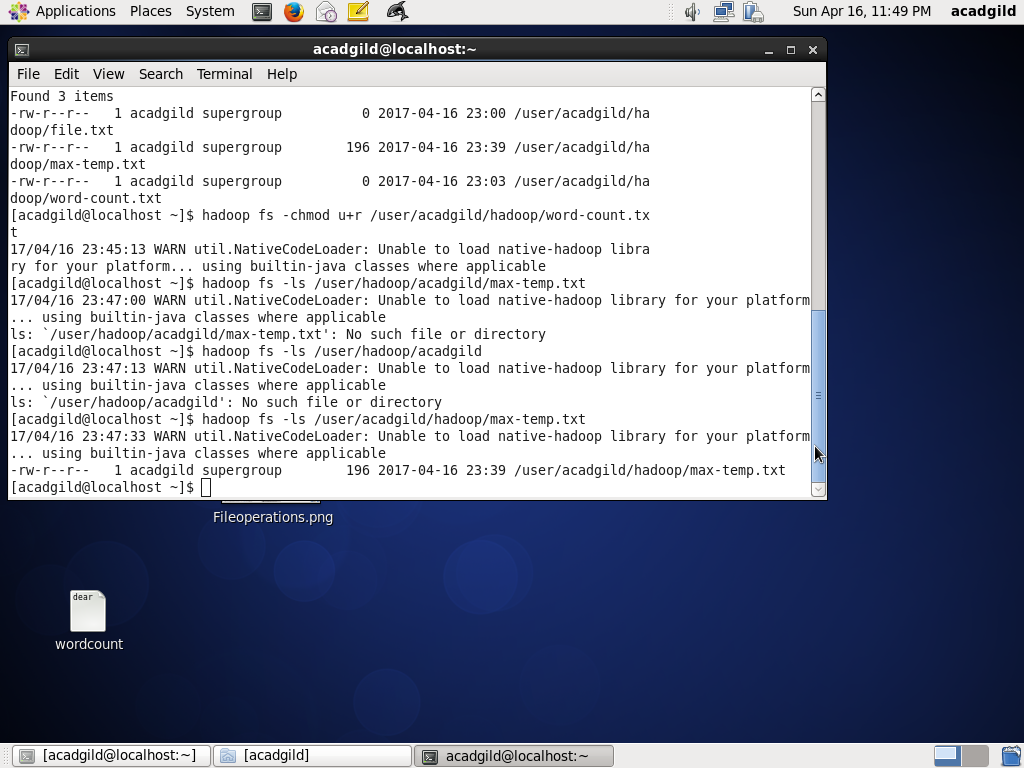 Applications Places System Sun Apr 16, 11:49 PM acadgild
acadgild@localhost:~
File Edit View Search Terminal Help
Found 3 items
-rw-r--r--   1 acadgild supergroup          0 2017-04-16 23:00 /user/acadgild/ha
doop/file.txt
-rw-r--r--   1 acadgild supergroup        196 2017-04-16 23:39 /user/acadgild/ha
doop/max-temp.txt
-rw-r--r--   1 acadgild supergroup          0 2017-04-16 23:03 /user/acadgild/ha
doop/word-count.txt
[acadgild@localhost ~]$ hadoop fs -chmod u+r /user/acadgild/hadoop/word-count.tx
t
17/04/16 23:45:13 WARN util.NativeCodeLoader: Unable to load native-hadoop libra
ry for your platform... using builtin-java classes where applicable
[acadgild@localhost ~]$ hadoop fs -ls /user/hadoop/acadgild/max-temp.txt
17/04/16 23:47:00 WARN util.NativeCodeLoader: Unable to load native-hadoop library for your platform
... using builtin-java classes where applicable
ls: `/user/hadoop/acadgild/max-temp.txt': No such file or directory
[acadgild@localhost ~]$ hadoop fs -ls /user/hadoop/acadgild
17/04/16 23:47:13 WARN util.NativeCodeLoader: Unable to load native-hadoop library for your platform
... using builtin-java classes where applicable
ls: `/user/hadoop/acadgild': No such file or directory
[acadgild@localhost ~]$ hadoop fs -ls /user/acadgild/hadoop/max-temp.txt
17/04/16 23:47:33 WARN util.NativeCodeLoader: Unable to load native-hadoop library for your platform
... using builtin-java classes where applicable
-rw-r--r--   1 acadgild supergroup        196 2017-04-16 23:39 /user/acadgild/hadoop/max-temp.txt
[acadgild@localhost ~]$
Fileoperations.png
dear
wordcount
[acadgild@localhost:~] [acadgild] acadgild@localhost:~